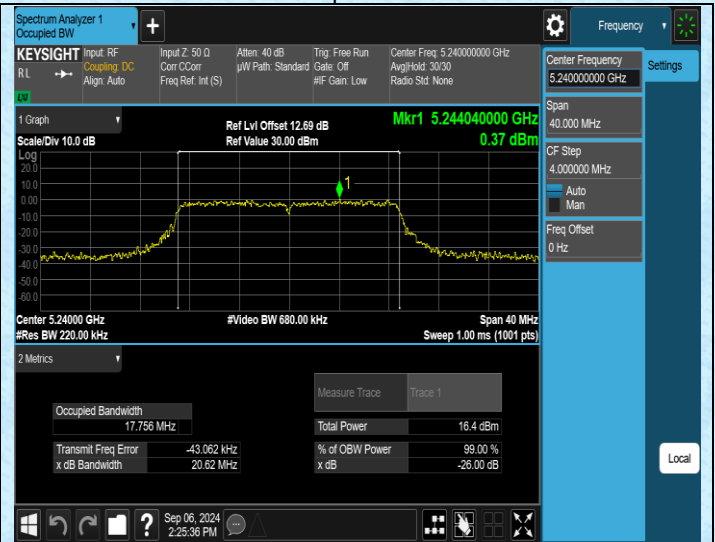 Spectrum Analyzer 1
Occupied BW
+
Frequency
KEYSIGHT
RL
LXI
Input: RF
Coupling: DC
Align: Auto
Input Z: 50 Ω
Corr CCorr
Freq Ref: Int (S)
Atten: 40 dB
µW Path: Standard
Trig: Free Run
Gate: Off
#IF Gain: Low
Center Freq: 5.240000000 GHz
Avg|Hold: 30/30
Radio Std: None
Center Frequency
5.240000000 GHz
Settings
Span
40.000 MHz
CF Step
4.000000 MHz
Auto
Man
Freq Offset
0 Hz
1 Graph
Ref Lvl Offset 12.69 dB
Mkr1 5.244040000 GHz
Scale/Div 10.0 dB
Ref Value 30.00 dBm
0.37 dBm
Log
20.0
10.0
1
0.00
-10.0
-20.0
-30.0
-40.0
-50.0
-60.0
Center 5.24000 GHz
#Video BW 680.00 kHz
Span 40 MHz
#Res BW 220.00 kHz
Sweep 1.00 ms (1001 pts)
2 Metrics
Measure Trace
Trace 1
Occupied Bandwidth
17.756 MHz
Total Power
16.4 dBm
Transmit Freq Error
-43.062 kHz
% of OBW Power
99.00 %
x dB Bandwidth
20.62 MHz
x dB
-26.00 dB
Local
?
Sep 06, 2024
2:25:36 PM